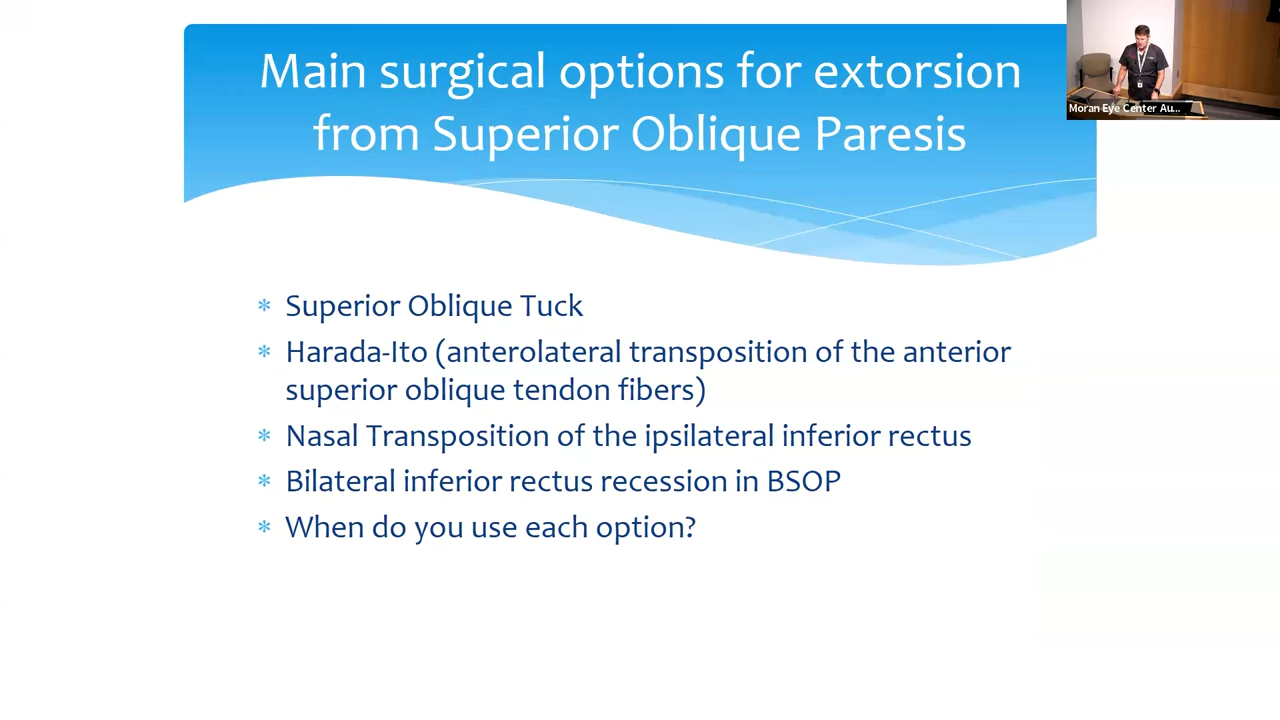 Main surgical options for extorsion
from Superior Oblique Paresis
Moran Eye Center Au...
* Superior Oblique Tuck
* Harada-Ito (anterolateral transposition of the anterior
superior oblique tendon fibers)
* Nasal Transposition of the ipsilateral inferior rectus
* Bilateral inferior rectus recession in BSOP
* When do you use each option?